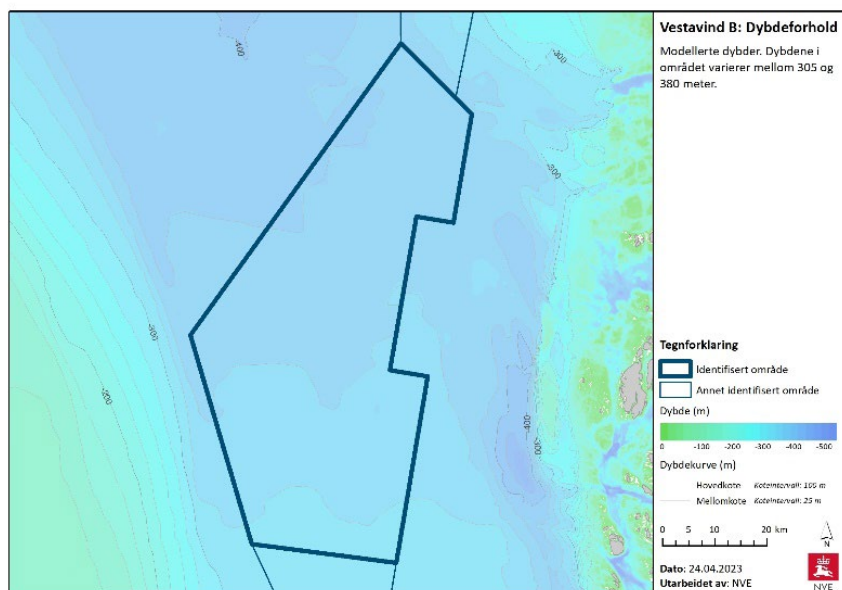 Vestavind B: Dybdeforhold
Modellerte dybder. Dybdene i
området varierer mellom 305 og
380 meter.
-400
-300
-300
-300
-200
-400
-300
Tegnforklaring
Identifisert område
Annet identifisert område
Dybde (m)
0 -100 -200 -300 -400 -500
Dybdekurve (m)
Hovedkote Koteintervall: 100 m
Mellomkote Koteintervall: 25 m
0 5 10 20 km
N
Dato: 24.04.2023
Utarbeidet av: NVE
NVE